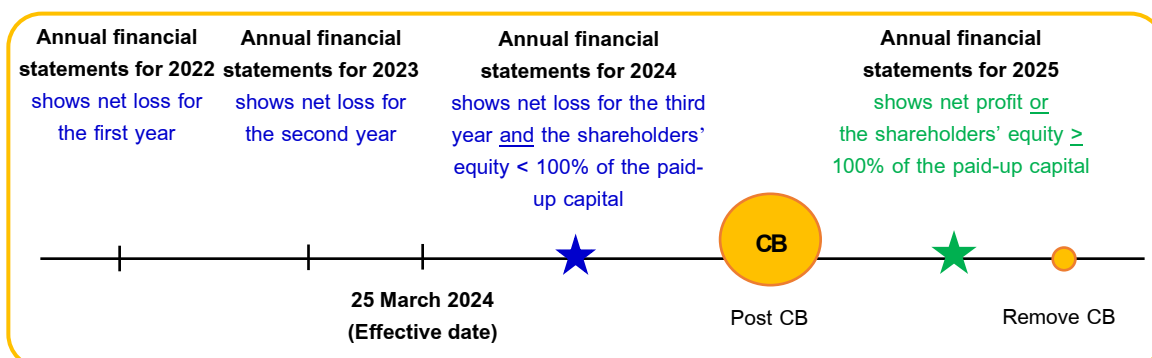 Annual financial
statements for 2022
shows net loss for
the first year
Annual financial
statements for 2023
shows net loss for
the second year
Annual financial
statements for 2024
shows net loss for the third
year and the shareholders’
equity < 100% of the paid-
up capital
Annual financial
statements for 2025
shows net profit or
the shareholders’ equity ≥
100% of the paid-up capital
CB
25 March 2024
(Effective date)
Post CB
Remove CB